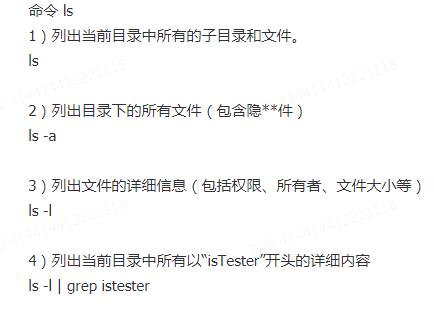 命令 ls
1）列出当前目录中所有的子目录和文件。
ls
2）列出目录下的所有文件（包含隐**件）
ls -a
3）列出文件的详细信息（包括权限、所有者、文件大小等）
ls -l
4）列出当前目录中所有以“isTester”开头的详细内容
ls -l | grep istester